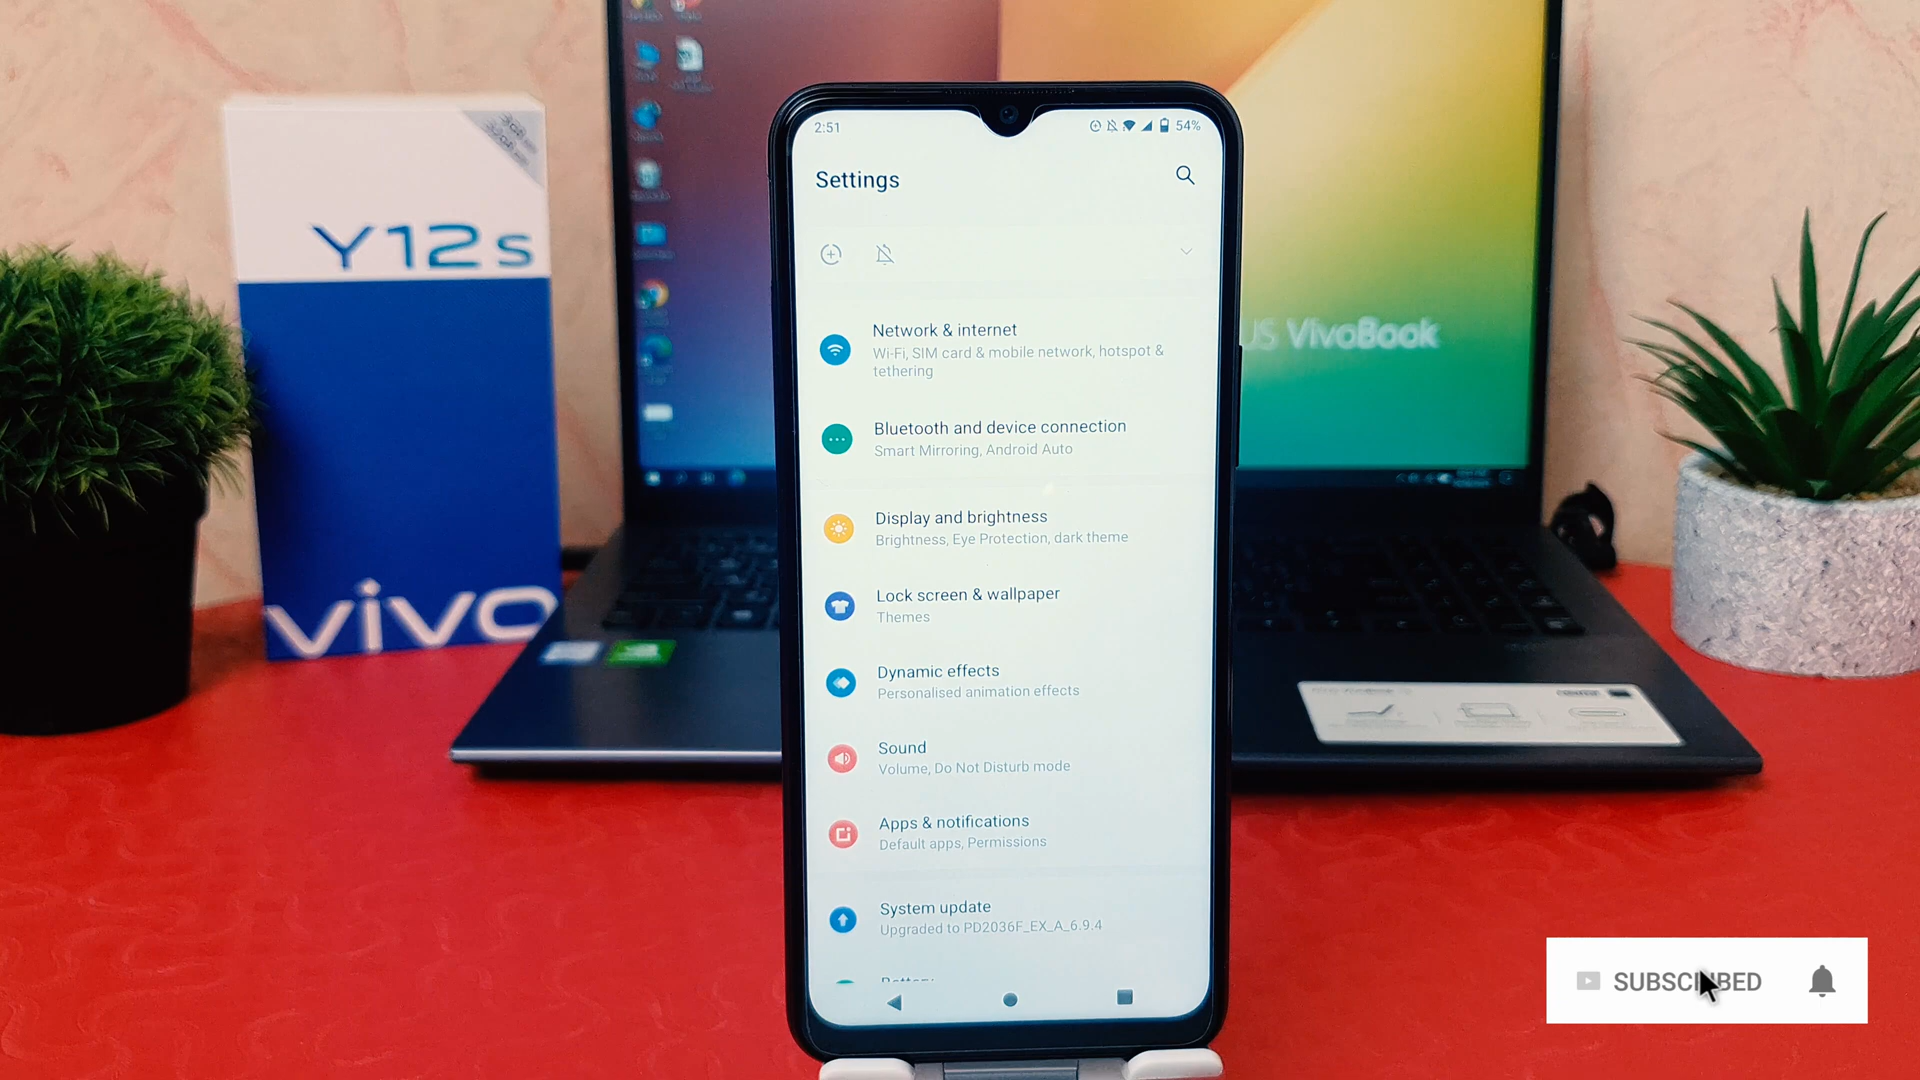 3GB RAM
Y12s
vivo
2:51
54%
Settings
Network & internet
Wi-Fi, SIM card & mobile network, hotspot &
tethering
Bluetooth and device connection
Smart Mirroring, Android Auto
Display and brightness
Brightness, Eye Protection, dark theme
Lock screen & wallpaper
Themes
Dynamic effects
Personalised animation effects
Sound
Volume, Do Not Disturb mode
Apps & notifications
Default apps, Permissions
System update
Upgraded to PD2036F_EX_A_6.9.4
US VivoBook
SUBSCRIBED